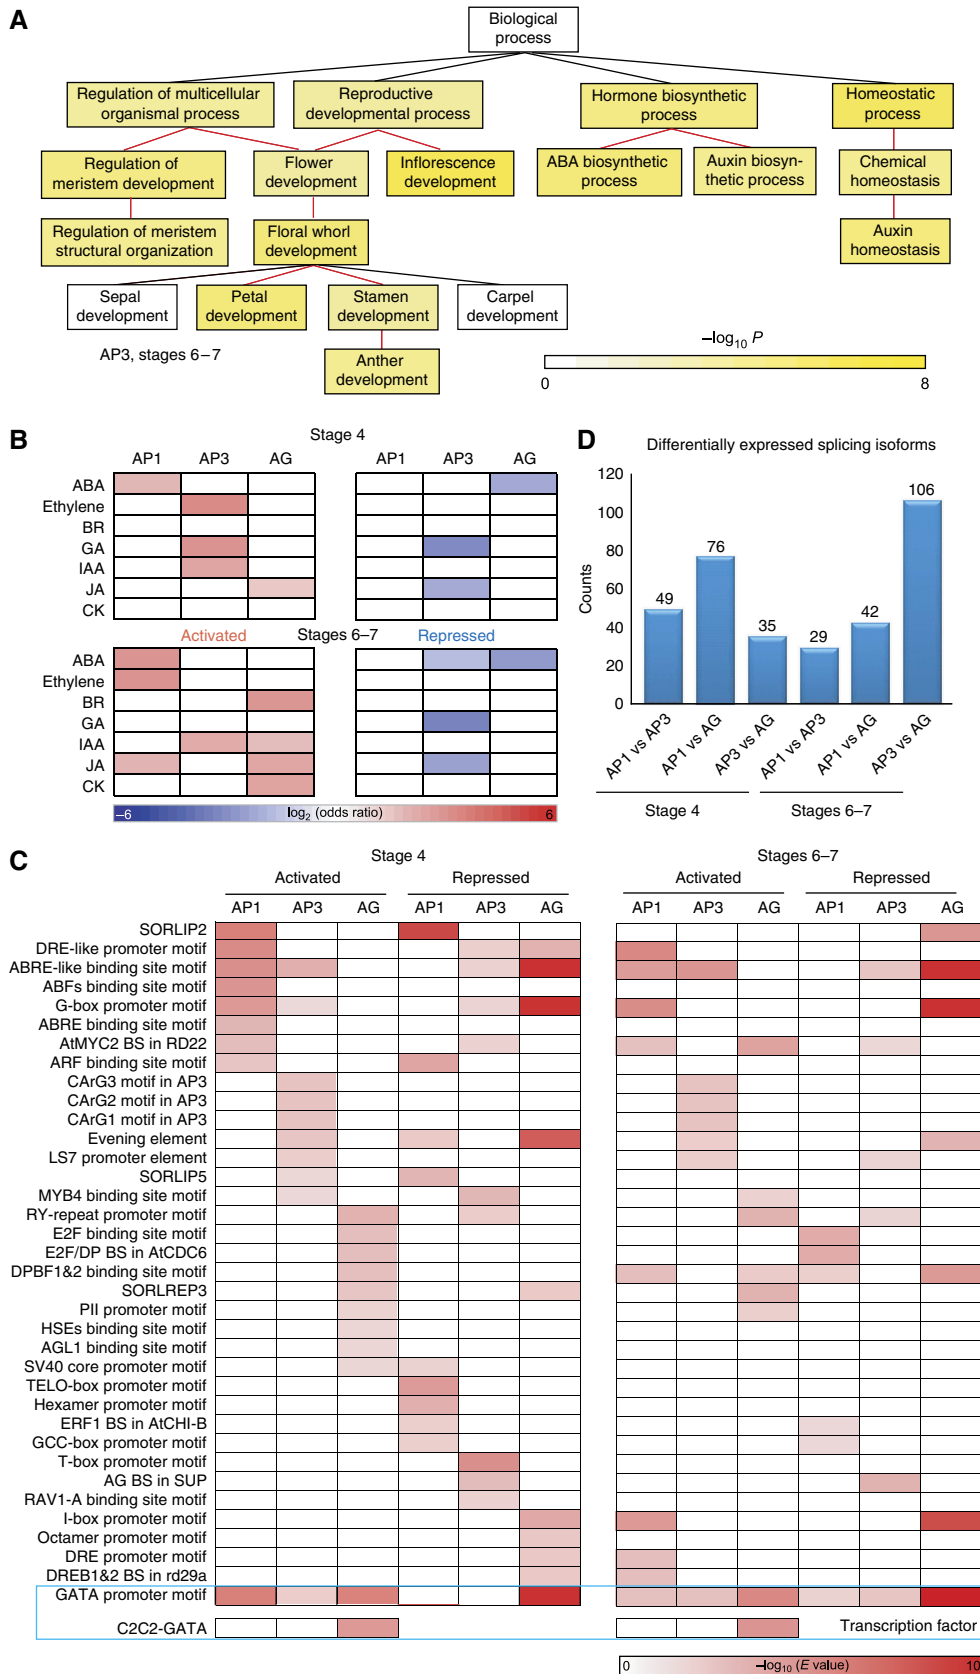 A
Biological
process
Regulation of multicellular
organismal process
Reproductive
developmental process
Hormone biosynthetic
process
Homeostatic
process
Regulation of
meristem development
Flower
development
Inflorescence
development
ABA biosynthetic
process
Auxin biosyn-
thetic process
Chemical
homeostasis
Regulation of meristem
structural organization
Floral whorl
development
Auxin
homeostasis
Sepal
development
Petal
development
Stamen
development
Carpel
development
Anther
development
AP3, stages 6–7
–log10 P
0 8
B
Stage 4
AP1 AP3 AG AP1 AP3 AG
ABA
Ethylene
BR
GA
IAA
JA
CK
Activated Stages 6–7 Repressed
ABA
Ethylene
BR
GA
IAA
JA
CK
–6 log2 (odds ratio) 6
D
Differentially expressed splicing isoforms
Counts
120
100
80
60
40
20
0
49
76
35
29
42
106
AP1 vs AP3
AP1 vs AG
AP3 vs AG
AP1 vs AP3
AP1 vs AG
AP3 vs AG
Stage 4 Stages 6–7
C
Stage 4 Stages 6–7
Activated Repressed Activated Repressed
AP1 AP3 AG AP1 AP3 AG AP1 AP3 AG AP1 AP3 AG
SORLIP2
DRE-like promoter motif
ABRE-like binding site motif
ABFs binding site motif
G-box promoter motif
ABRE binding site motif
AtMYC2 BS in RD22
ARF binding site motif
CArG3 motif in AP3
CArG2 motif in AP3
CArG1 motif in AP3
Evening element
LS7 promoter element
SORLIP5
MYB4 binding site motif
RY-repeat promoter motif
E2F binding site motif
E2F/DP BS in AtCDC6
DPBF1&2 binding site motif
SORLREP3
PII promoter motif
HSEs binding site motif
AGL1 binding site motif
SV40 core promoter motif
TELO-box promoter motif
Hexamer promoter motif
ERF1 BS in AtCHI-B
GCC-box promoter motif
T-box promoter motif
AG BS in SUP
RAV1-A binding site motif
I-box promoter motif
Octamer promoter motif
DRE promoter motif
DREB1&2 BS in rd29a
GATA promoter motif
C2C2-GATA Transcription factor
0 –log10 (E value) 10